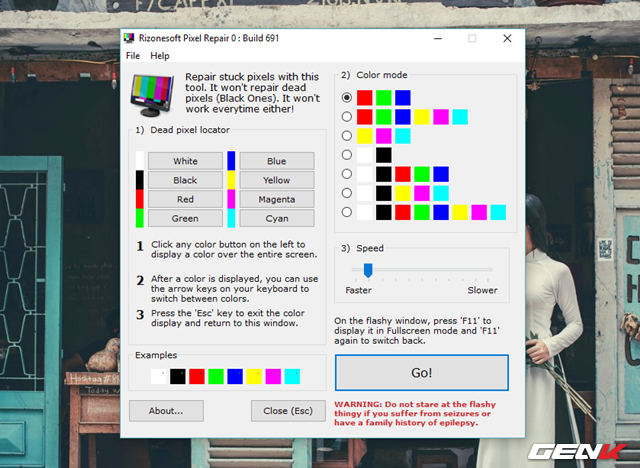 Rizonesoft Pixel Repair 0 : Build 691
File Help
Repair stuck pixels with this
tool. It won't repair dead
pixels (Black Ones). It won't
work everytime either!
1) Dead pixel locator
White Blue
Black Yellow
Red Magenta
Green Cyan
1 Click any color button on the left to
display a color over the entire screen.
2 After a color is displayed, you can use
the arrow keys on your keyboard to
switch between colors.
3 Press the 'Esc' key to exit the color
display and return to this window.
Examples
About...
Close (Esc)
2) Color mode
3) Speed
Faster Slower
On the flashy window, press 'F11' to
display it in Fullscreen mode and 'F11'
again to switch back.
Go!
WARNING: Do not stare at the flashy
thingy if you suffer from seizures or
have a family history of epilepsy.
GENK